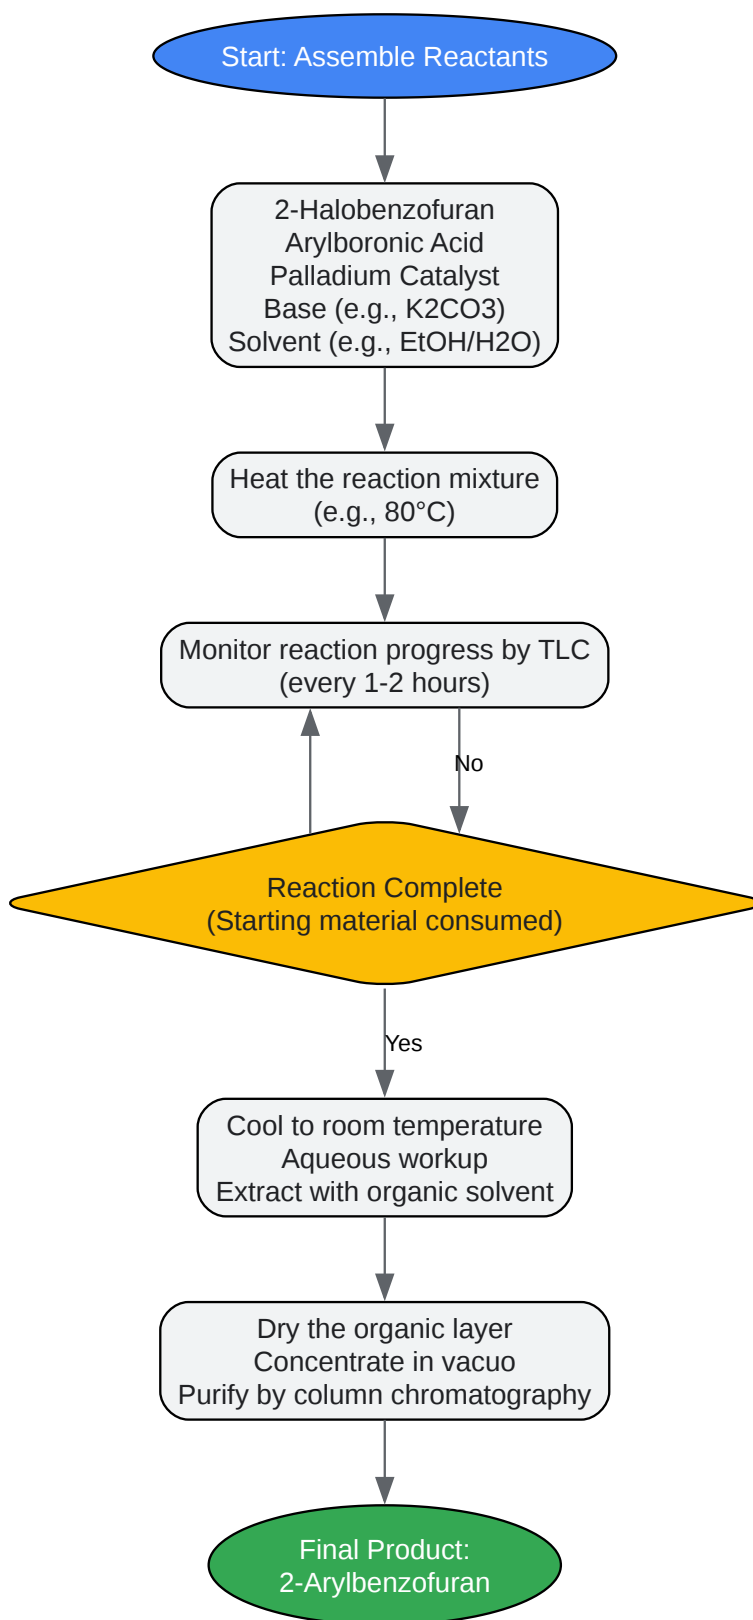 Start: Assemble Reactants
2-Halobenzofuran
Arylboronic Acid
Palladium Catalyst
Base (e.g., K2CO3)
Solvent (e.g., EtOH/H2O)
Heat the reaction mixture
(e.g., 80°C)
Monitor reaction progress by TLC
(every 1-2 hours)
No
Reaction Complete
(Starting material consumed)
Yes
Cool to room temperature
Aqueous workup
Extract with organic solvent
Dry the organic layer
Concentrate in vacuo
Purify by column chromatography
Final Product:
2-Arylbenzofuran